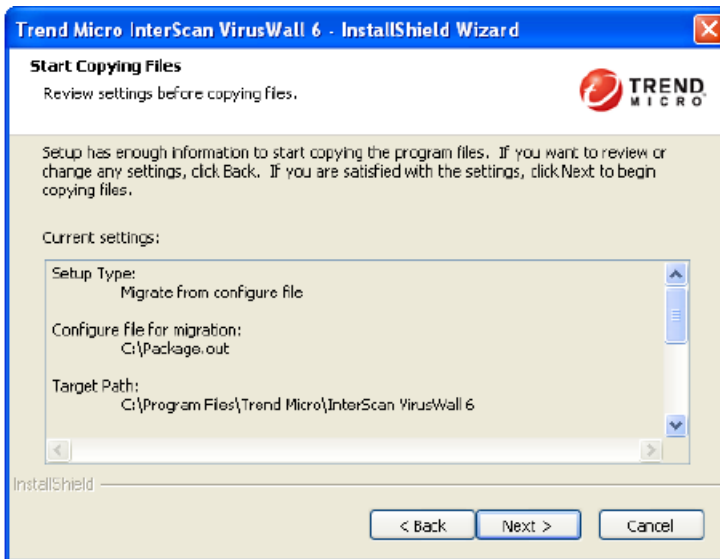 Trend Micro InterScan VirusWall 6 - InstallShield Wizard
Start Copying Files
Review settings before copying files.
TREND
MICRO
Setup has enough information to start copying the program files. If you want to review or
change any settings, click Back. If you are satisfied with the settings, click Next to begin
copying files.
Current settings:
Setup Type:
Migrate from configure file
Configure file for migration:
C:\Package.out
Target Path:
C:\Program Files\Trend Micro\InterScan VirusWall 6
InstallShield
< Back
Next >
Cancel